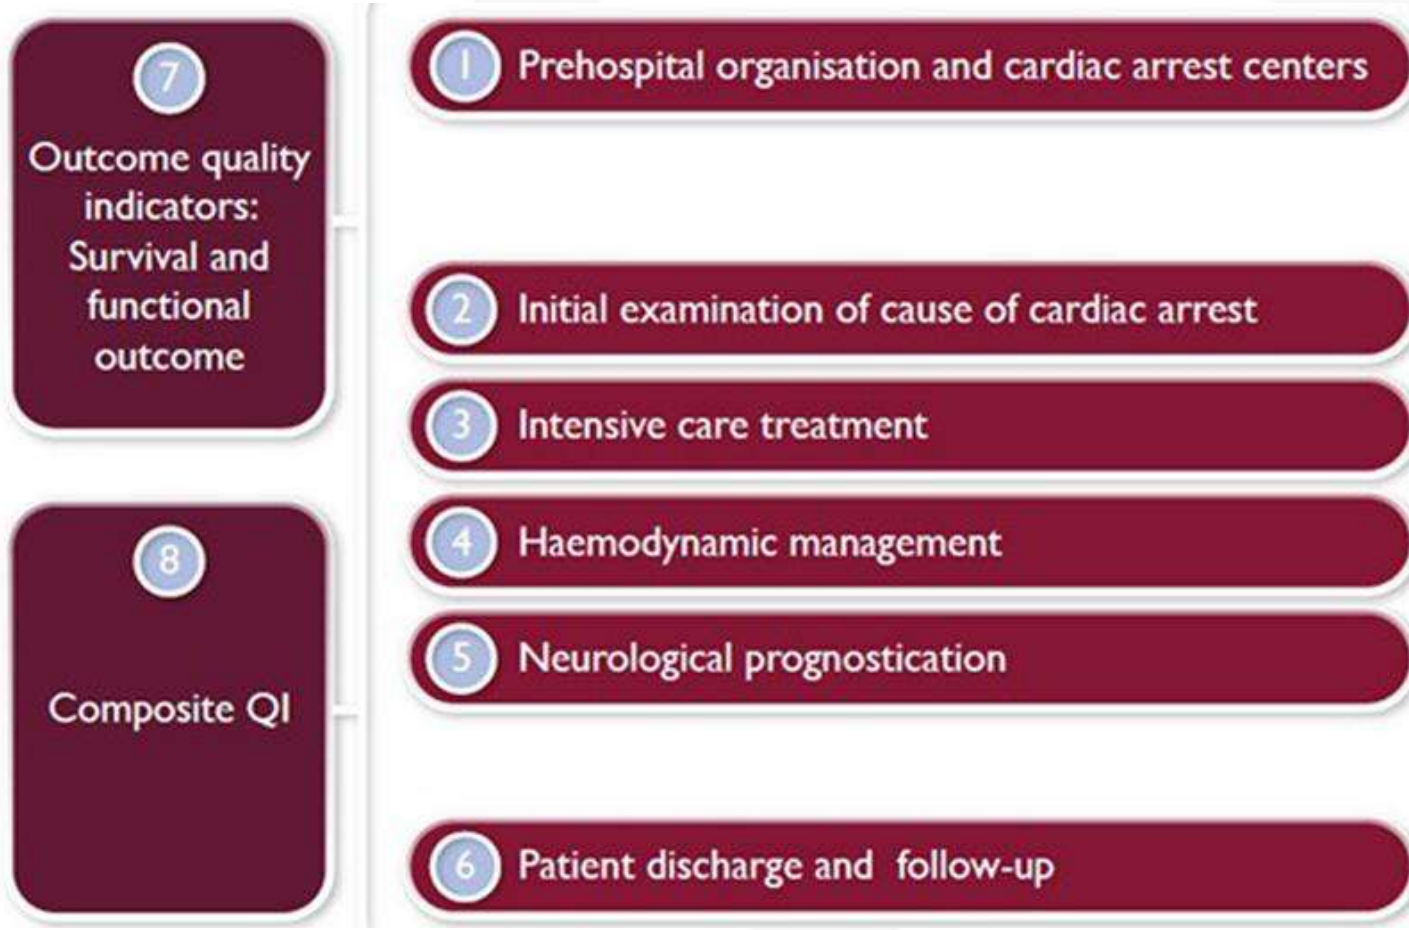 7
Outcome quality
indicators:
Survival and
functional
outcome
8
Composite QI
1 Prehospital organisation and cardiac arrest centers
2 Initial examination of cause of cardiac arrest
3 Intensive care treatment
4 Haemodynamic management
5 Neurological prognostication
6 Patient discharge and follow-up